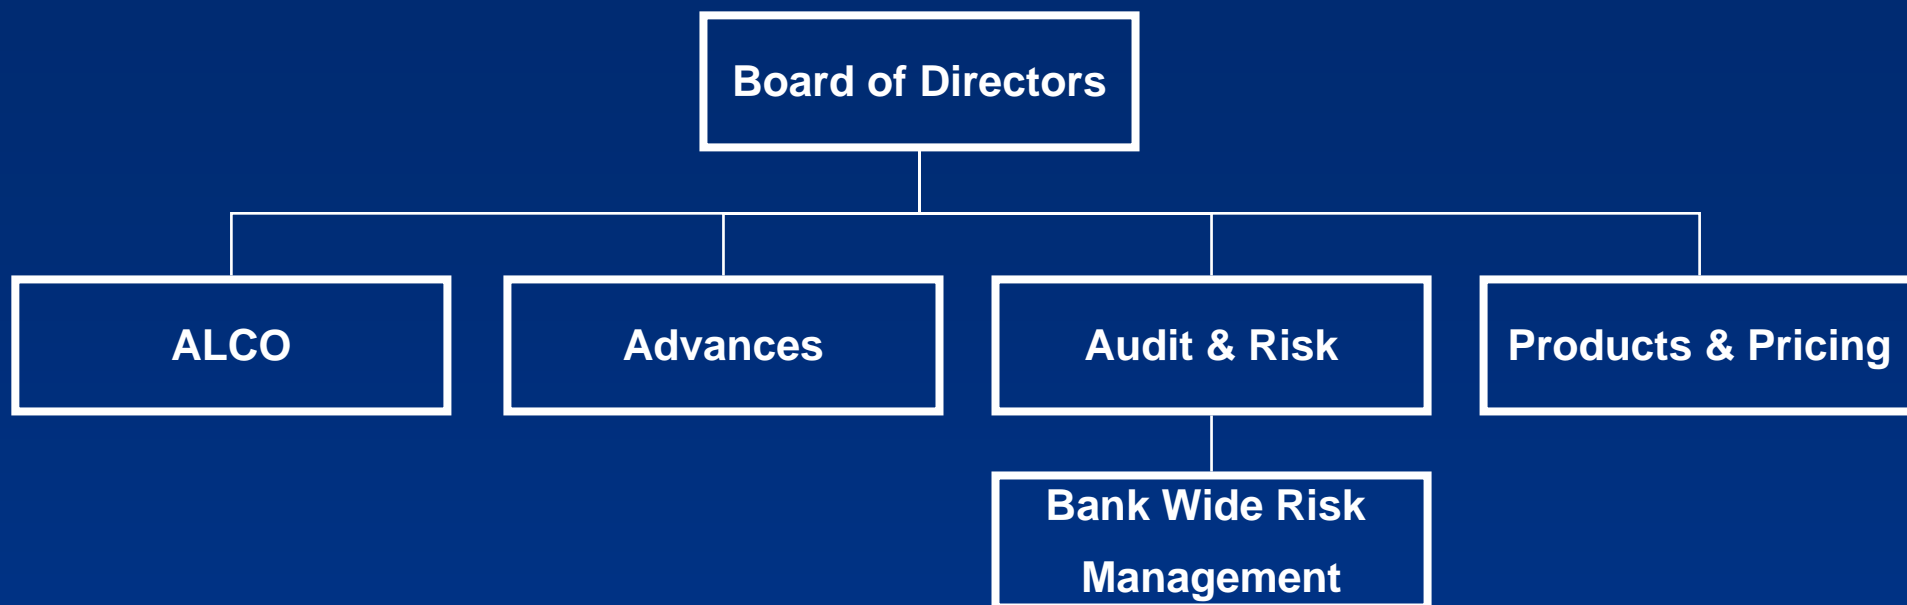 Board of Directors
ALCO
Advances
Audit & Risk
Products & Pricing
Bank Wide Risk
Management